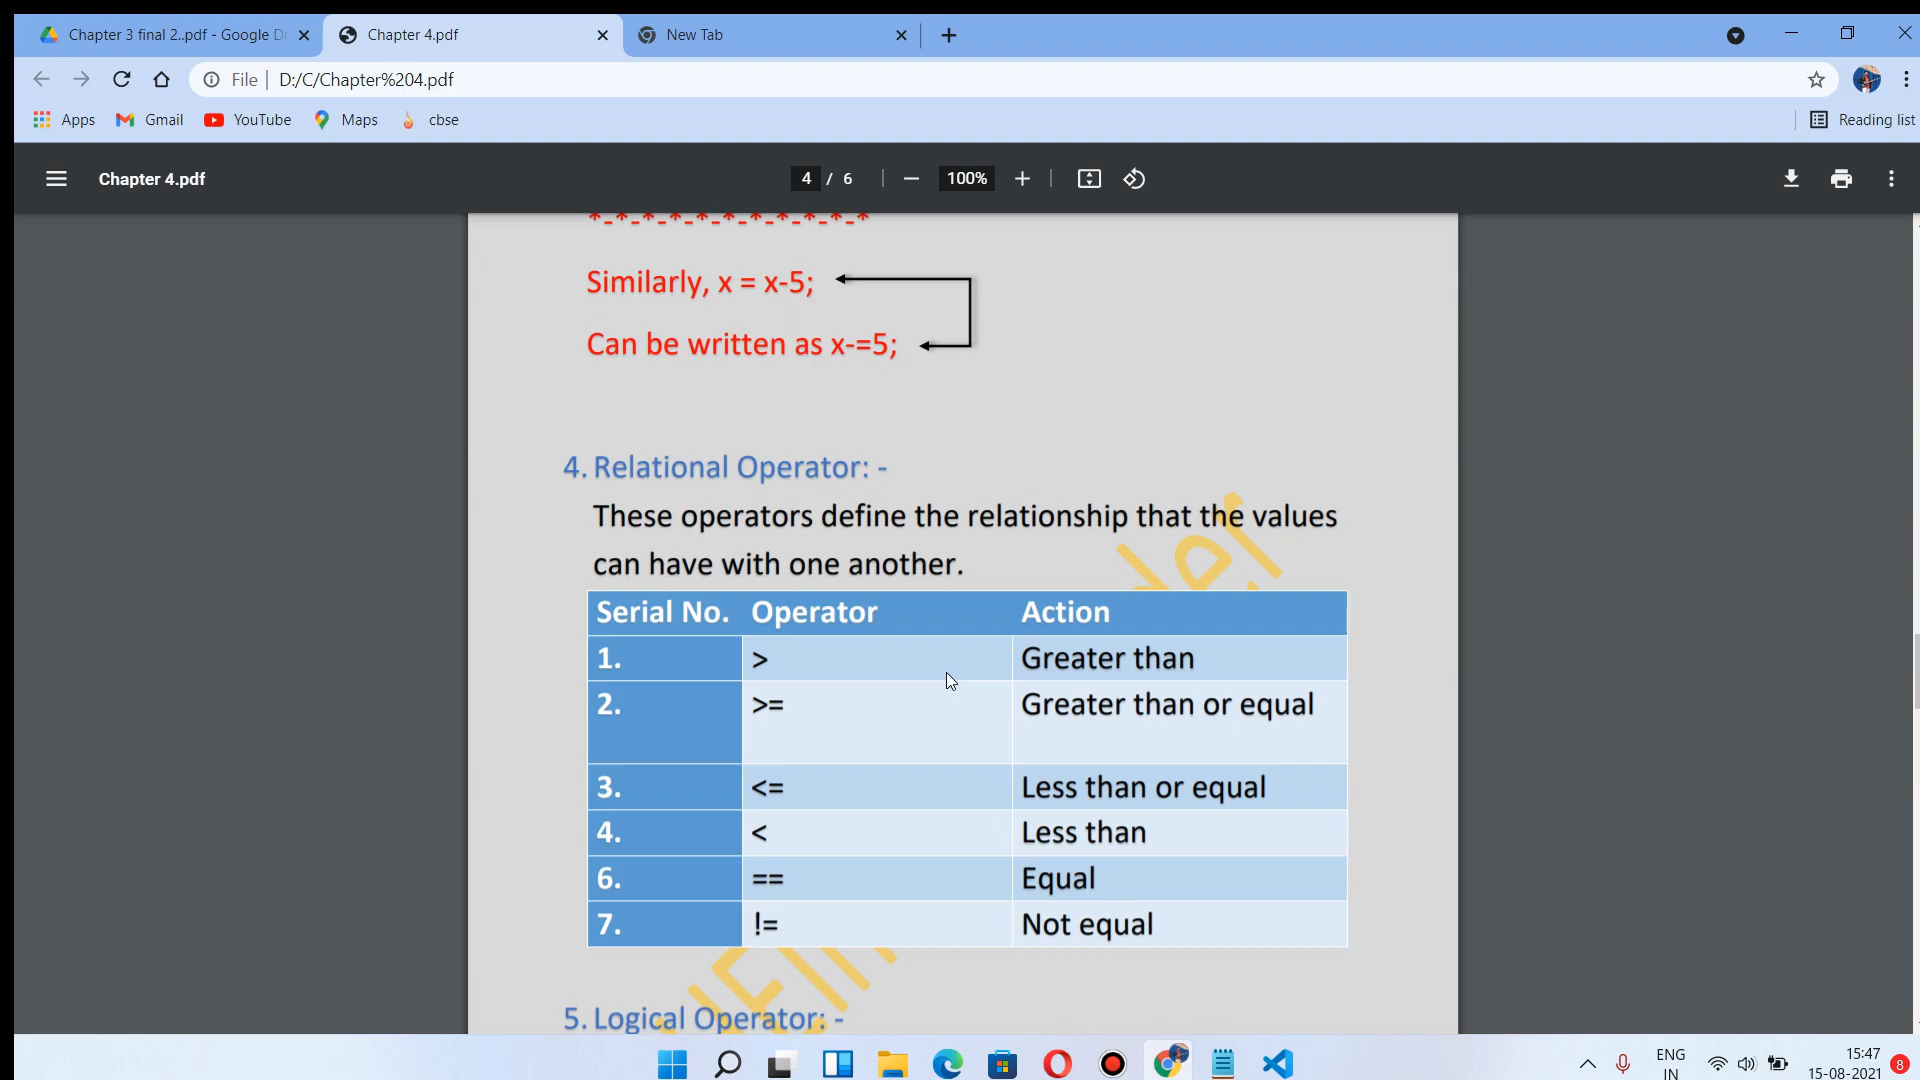 Chapter 3 final 2..pdf - Google D
Chapter 4.pdf
New Tab
File
D:/C/Chapter%204.pdf
Apps
Gmail
YouTube
Maps
cbse
Reading list
Chapter 4.pdf
4 / 6
100%
*-*-*-*-*-*-*-*-*-*-*
Similarly, x = x-5;
Can be written as x-=5;
4. Relational Operator: -
These operators define the relationship that the values
can have with one another.
Serial No. Operator Action
1. > Greater than
2. >= Greater than or equal
3. <= Less than or equal
4. < Less than
6. == Equal
7. != Not equal
5. Logical Operator: -
ENG
IN
15:47
15-08-2021
8